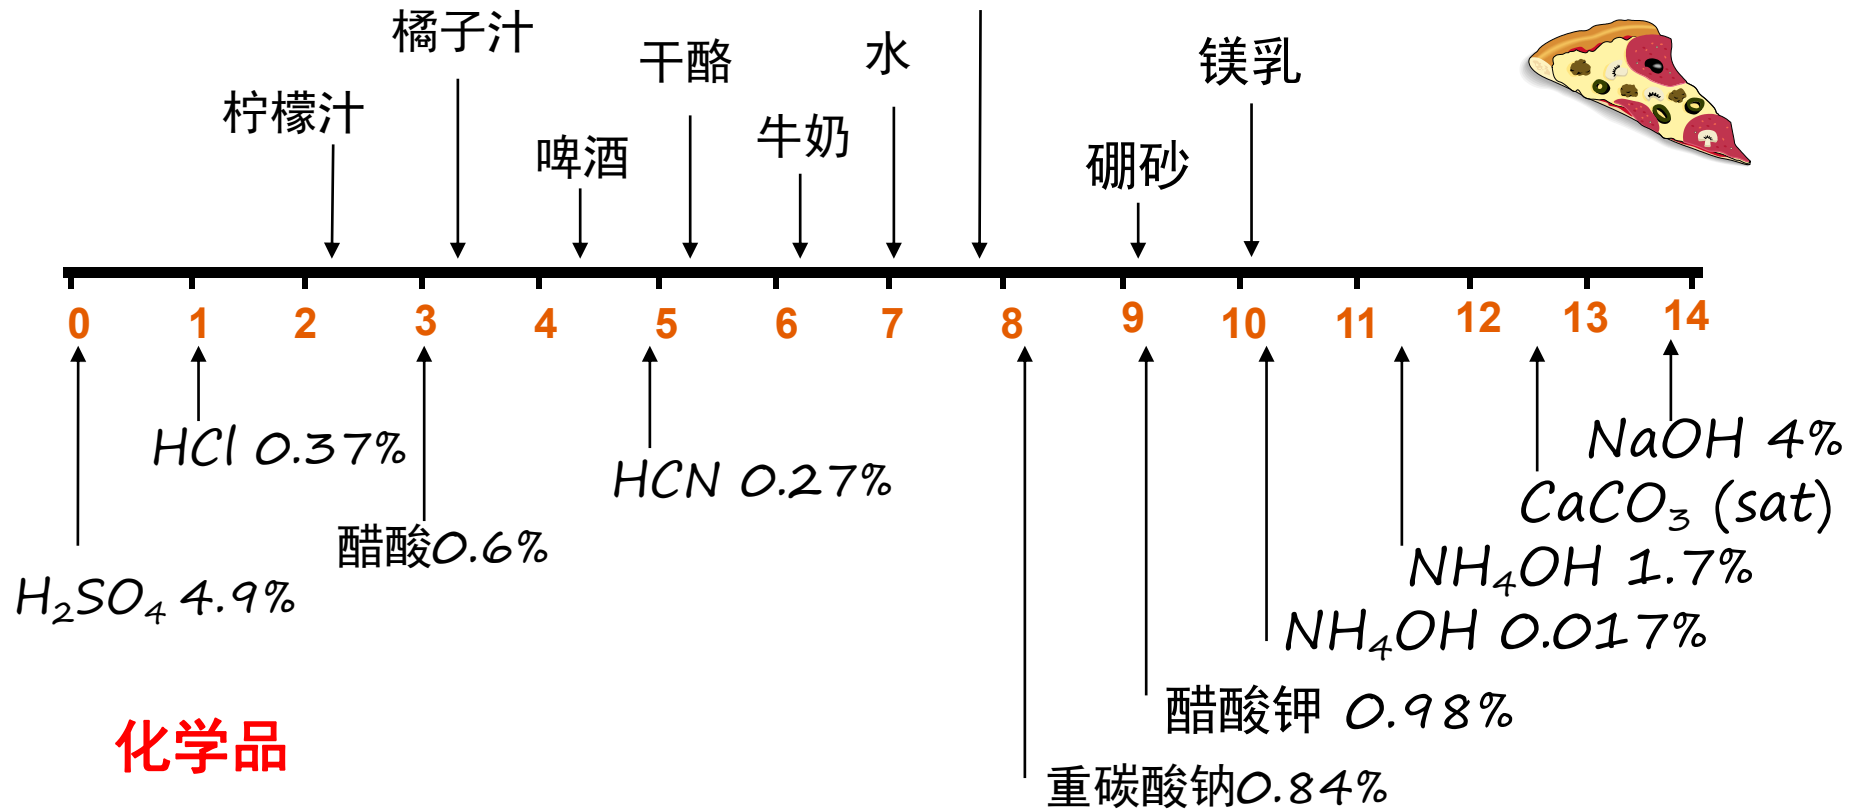 橘子汁
水
干酪
镁乳
柠檬汁
牛奶
啤酒
硼砂
0 1 2 3 4 5 6 7 8 9 10 11 12 13 14
HCl 0.37%
NaOH 4%
HCN 0.27%
CaCO₃ (sat)
醋酸0.6%
NH₄OH 1.7%
H₂SO₄ 4.9%
NH₄OH 0.017%
醋酸钾 0.98%
化学品
重碳酸钠0.84%